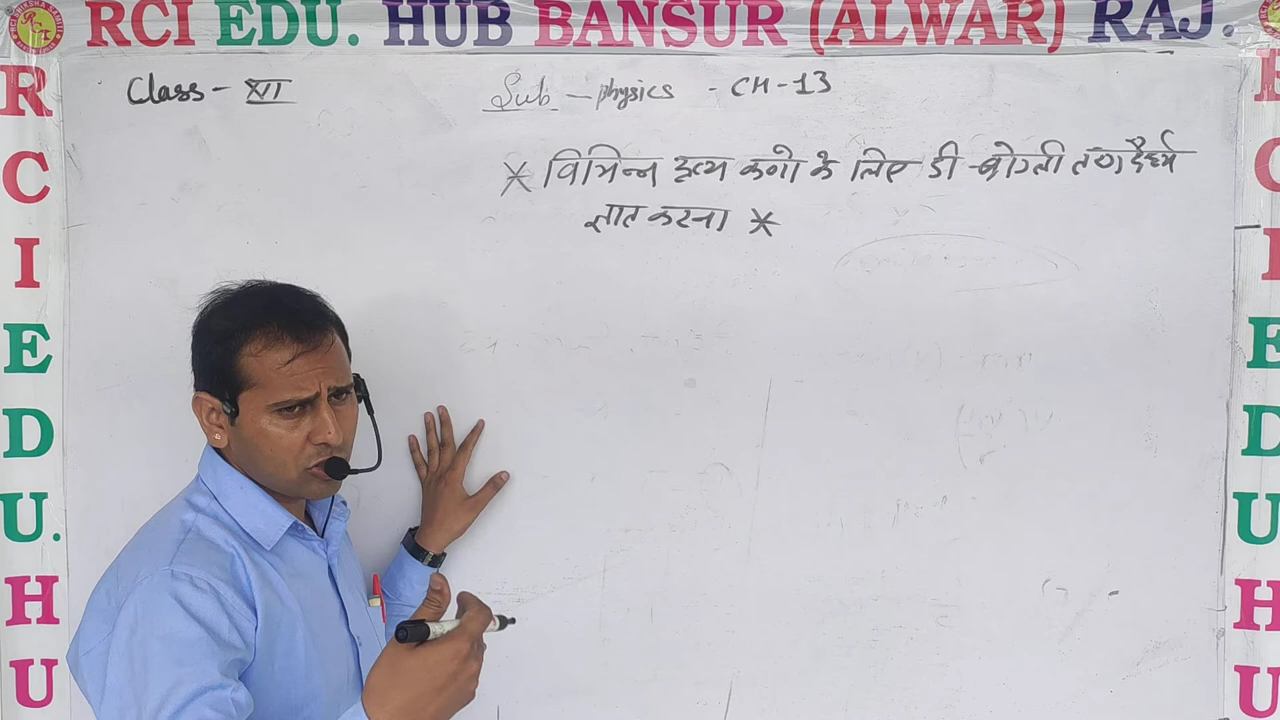 RCI EDU. HUB BANSUR (ALWAR) RAJ.
Class - XII
Sub - physics - CH-13
* विभिन्न द्रव्य कणो के लिए डी-ब्रोग्ली तरंगदैर्ध्य
ज्ञात करना *
R
C
I
E
D
U.
H
U
R
C
I
E
D
U
H
U